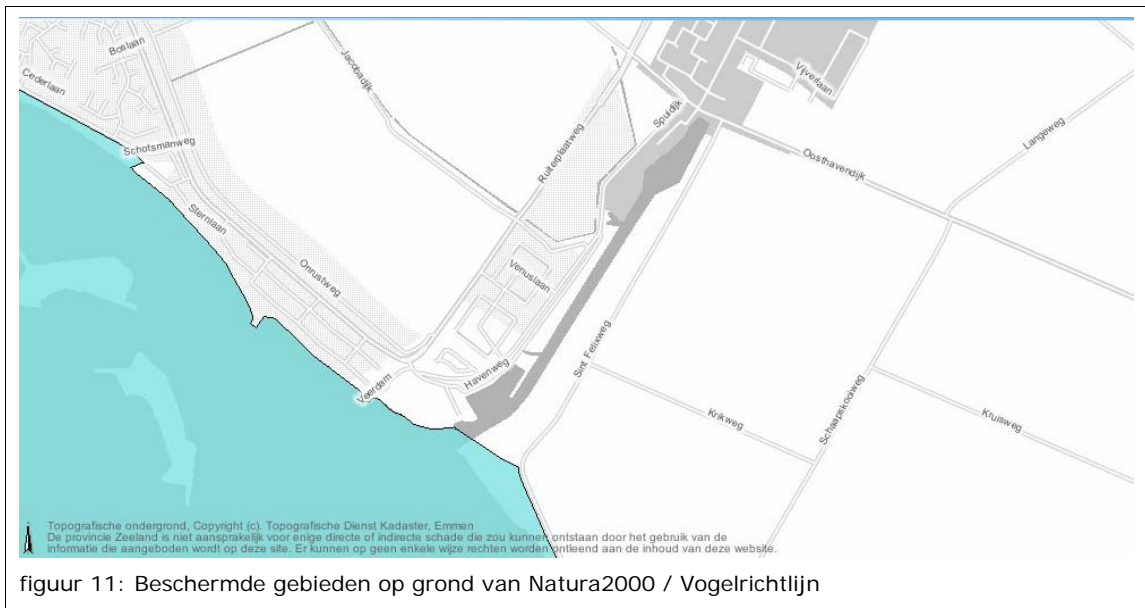 Boslaan
Cederlaan
Jacobadijk
Vijverlaan
Spuidijk
Langeweg
Schotsmanweg
Ruiterplaatweg
Oosthavendijk
Sternlaan
Onrustweg
Venuslaan
Sint Felixweg
Havenweg
Veerdam
Krikweg
Schaapskooiweg
Kruisweg
Topografische ondergrond, Copyright (c). Topografische Dienst Kadaster, Emmen
De provincie Zeeland is niet aansprakelijk voor enige directe of indirecte schade die zou kunnen ontstaan door het gebruik van de
informatie die aangeboden wordt op deze site. Er kunnen op geen enkele wijze rechten worden ontleend aan de inhoud van deze website.
figuur 11: Beschermde gebieden op grond van Natura2000 / Vogelrichtlijn